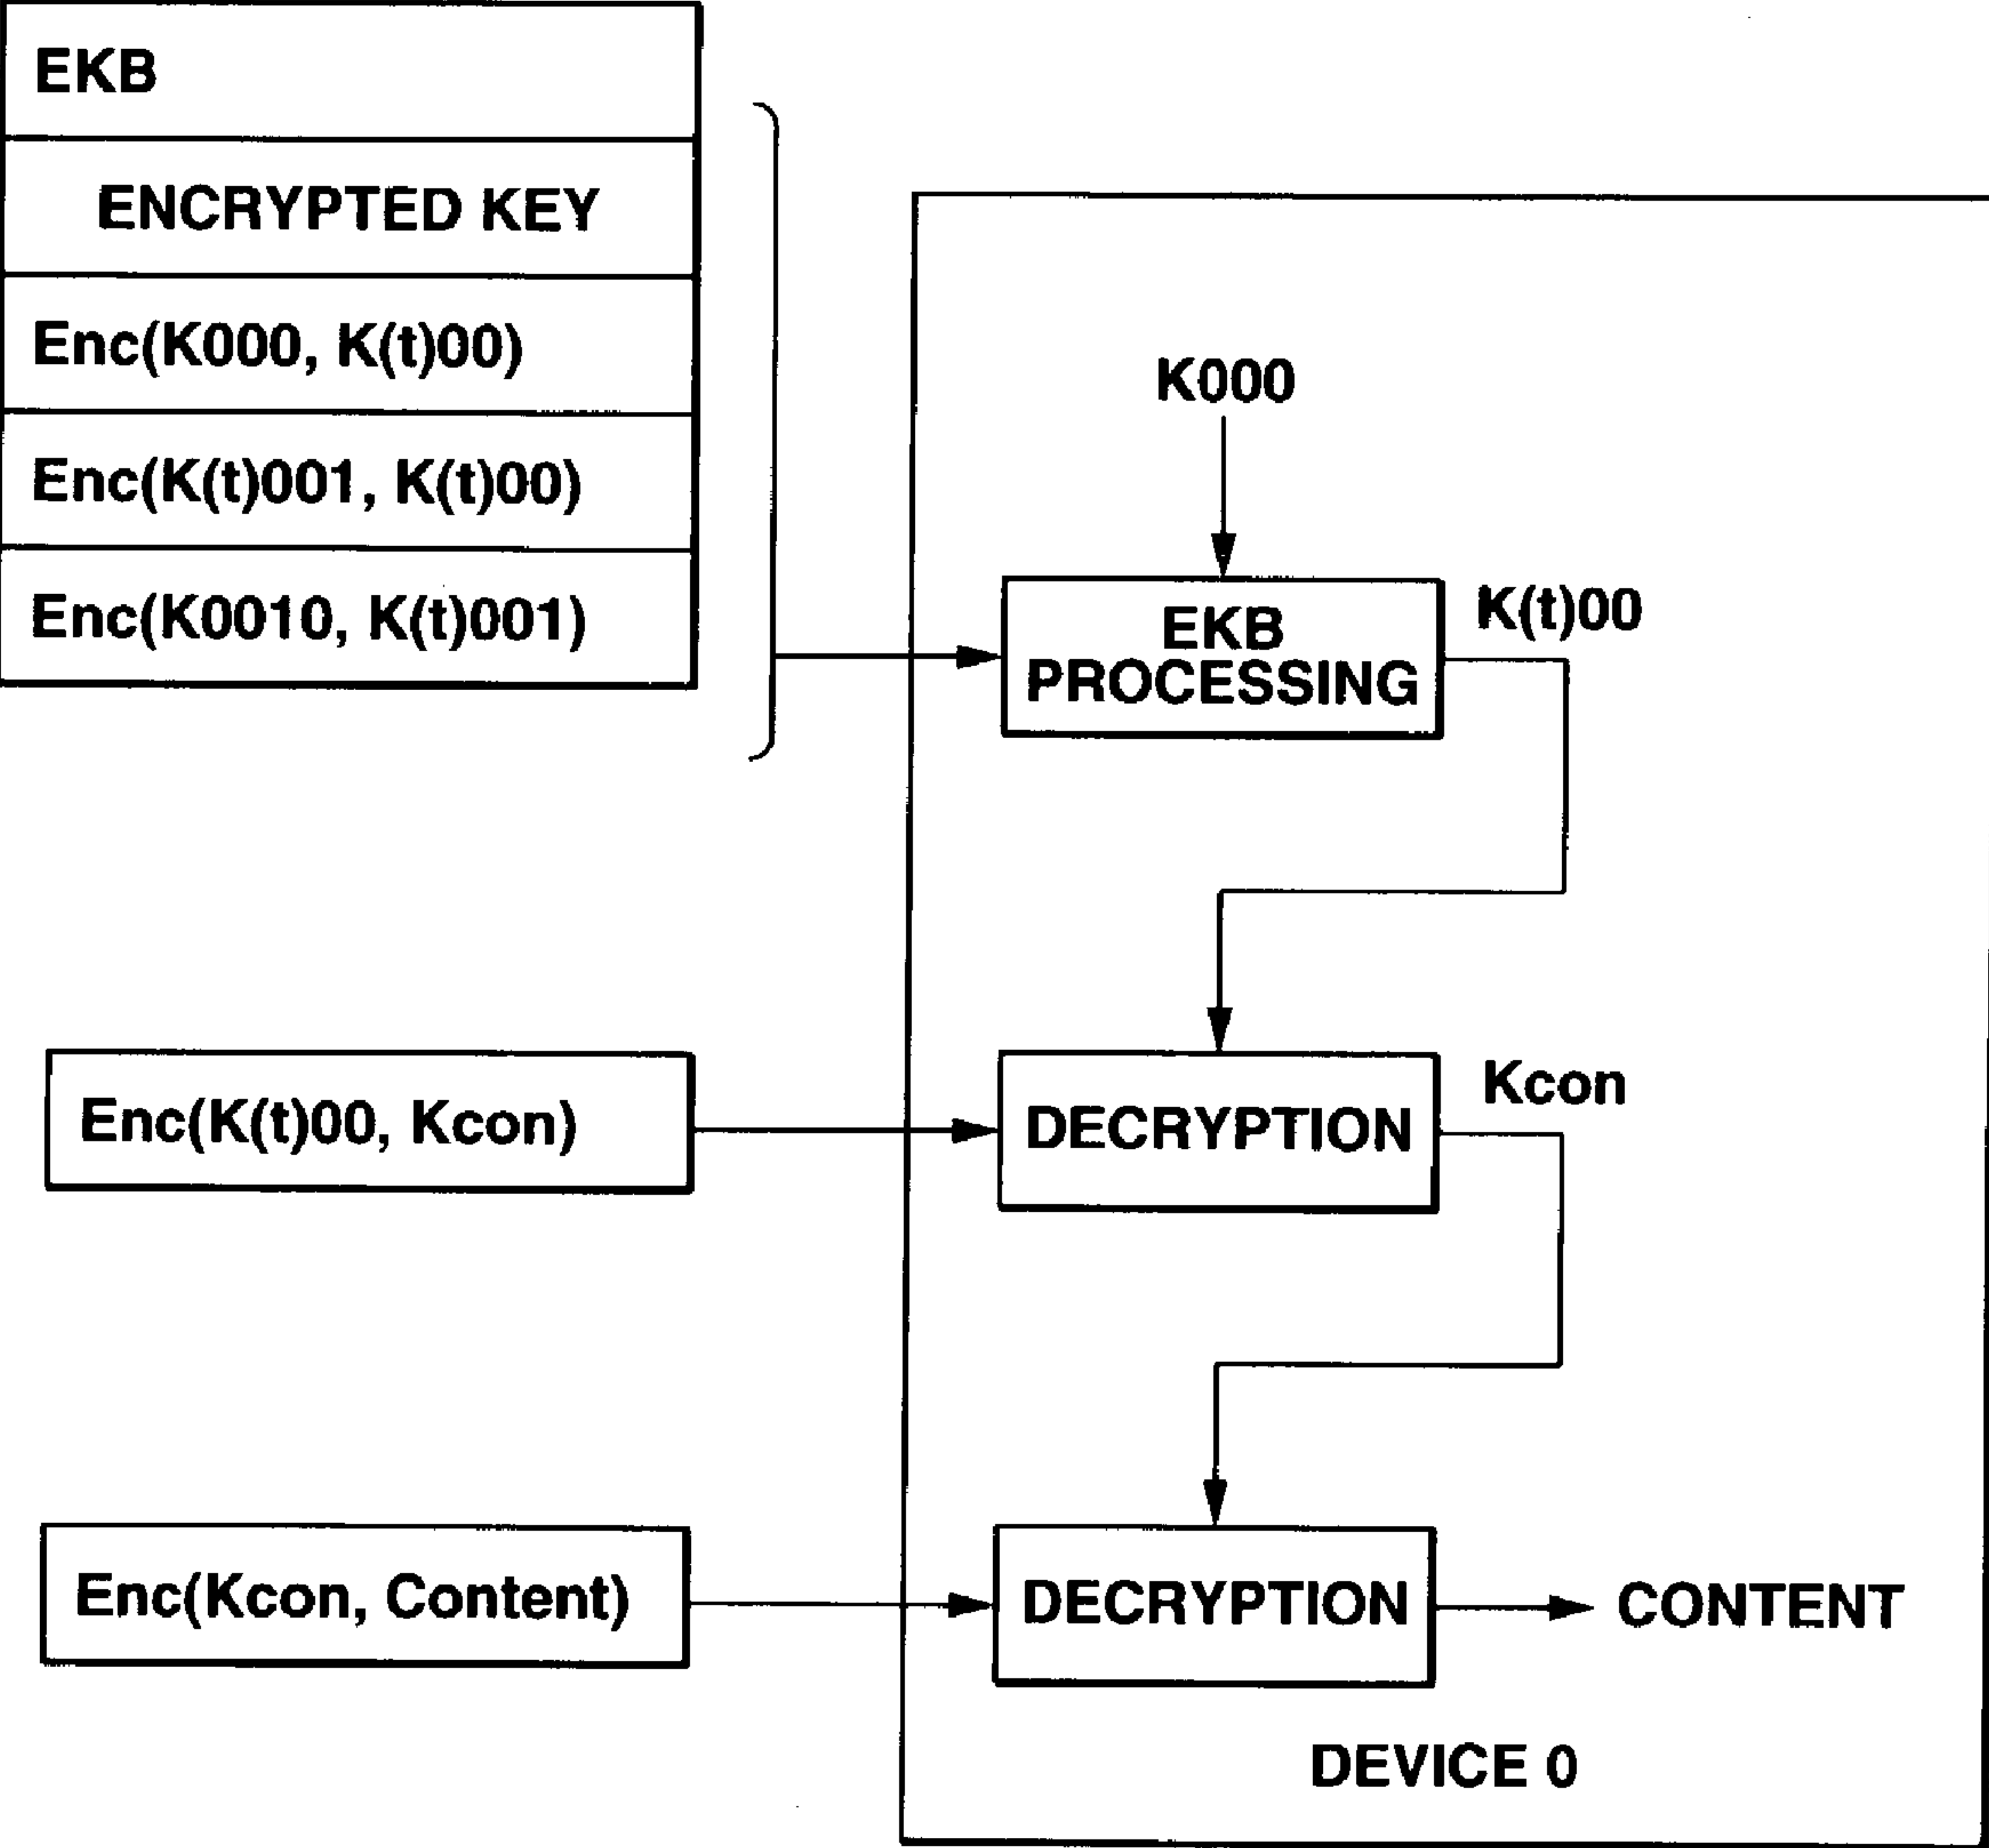 EKB
ENCRYPTED KEY
Enc(K000, K(t)00)
Enc(K(t)001, K(t)00)
Enc(K0010, K(t)001)
K000
EKB
PROCESSING
K(t)00
Enc(K(t)00, Kcon)
DECRYPTION
Kcon
Enc(Kcon, Content)
DECRYPTION
CONTENT
DEVICE 0